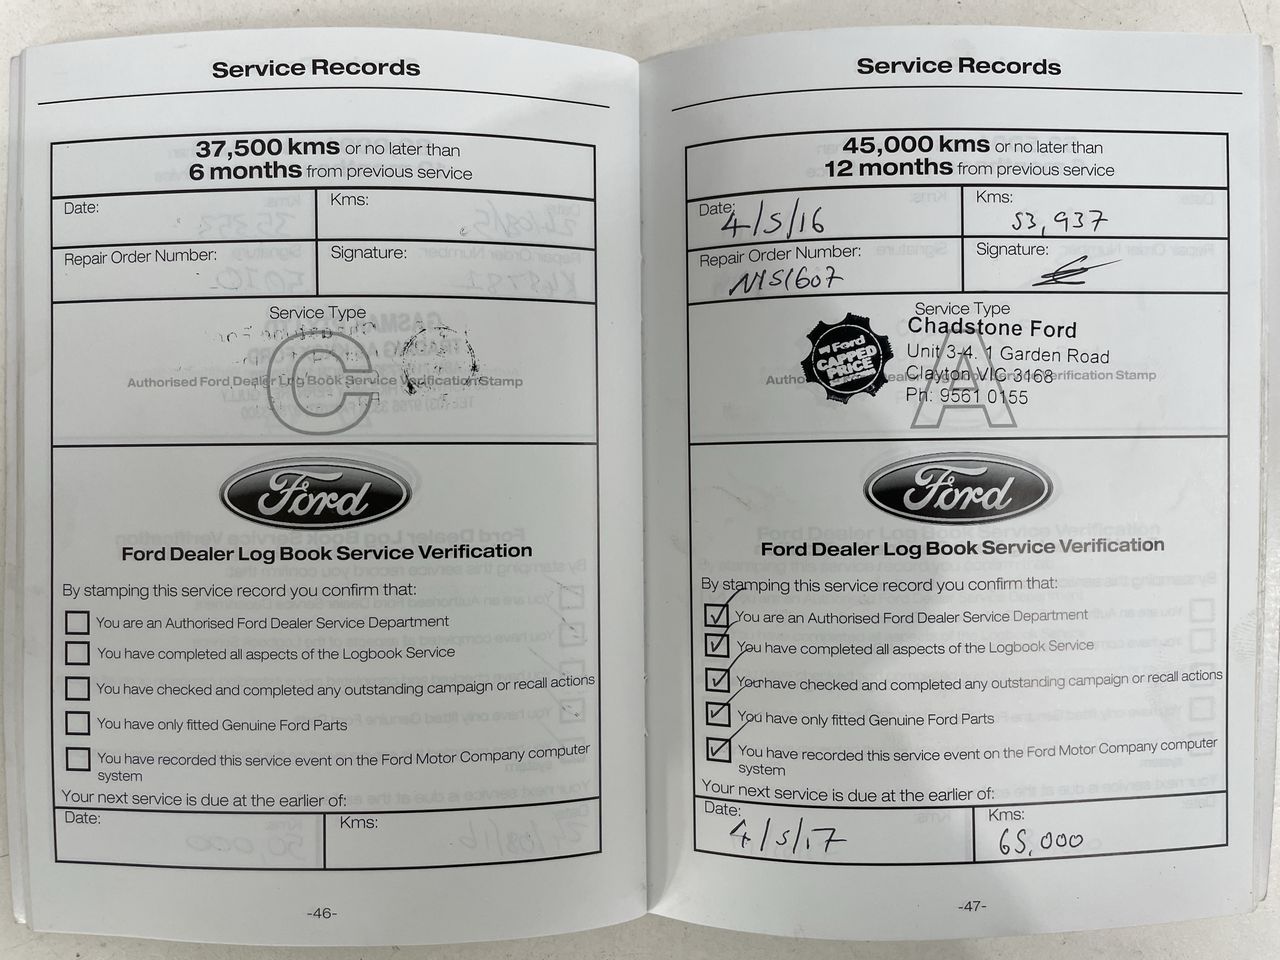 Service Records
37,500 kms or no later than
6 months from previous service
Date:
Kms:
Repair Order Number:
Signature:
Service Type
C
Authorised Ford Dealer Log Book Service Verification Stamp
Ford
Ford Dealer Log Book Service Verification
By stamping this service record you confirm that:
You are an Authorised Ford Dealer Service Department
You have completed all aspects of the Logbook Service
You have checked and completed any outstanding campaign or recall actions
You have only fitted Genuine Ford Parts
You have recorded this service event on the Ford Motor Company computer
system
Your next service is due at the earlier of:
Date:
Kms:
-46-
Service Records
45,000 kms or no later than
12 months from previous service
Date: 4/5/16
Kms: 53,937
Repair Order Number:
Signature:
Service Type
Chadstone Ford
Unit 3-4. 1 Garden Road
Clayton VIC 3168
Ph: 9561 0155
Ford
CAPPED
PRICE
A
Ford
Ford Dealer Log Book Service Verification
By stamping this service record you confirm that:
You are an Authorised Ford Dealer Service Department
You have completed all aspects of the Logbook Service
You have checked and completed any outstanding campaign or recall actions
You have only fitted Genuine Ford Parts
You have recorded this service event on the Ford Motor Company computer
system
Your next service is due at the earlier of:
Date: 4/5/17
Kms: 65,000
-47-